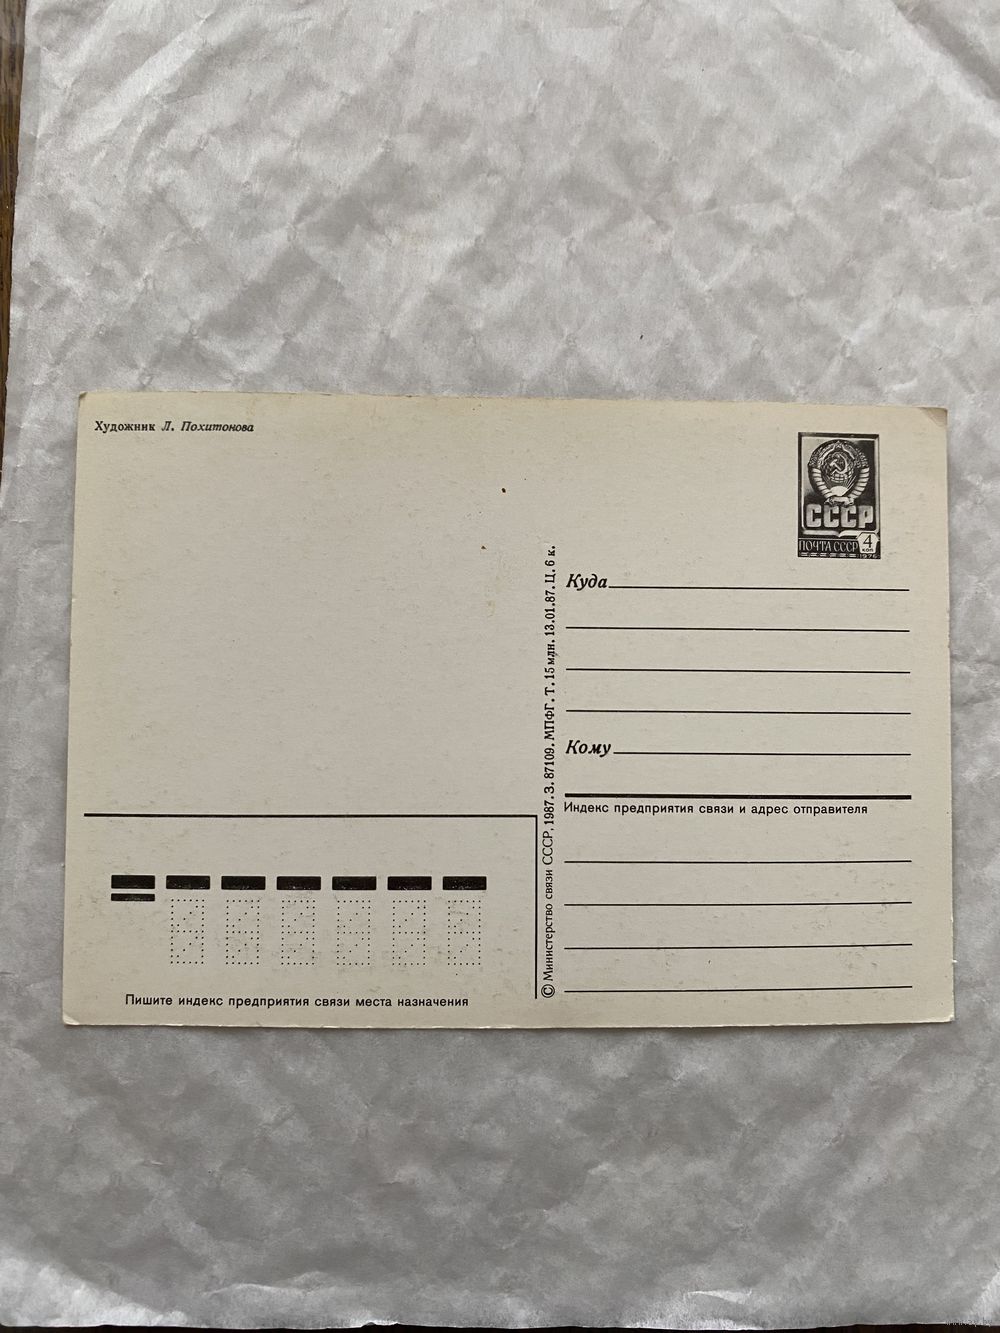 Художник Л. Похитонова
СССР
ПОЧТА СССР 4 коп
1976
Куда
Кому
Индекс предприятия связи и адрес отправителя
© Министерство связи СССР, 1987. З. 87109. МПФГ. Т. 15 млн. 13.01.87. Ц. 6 к.
Пишите индекс предприятия связи места назначения